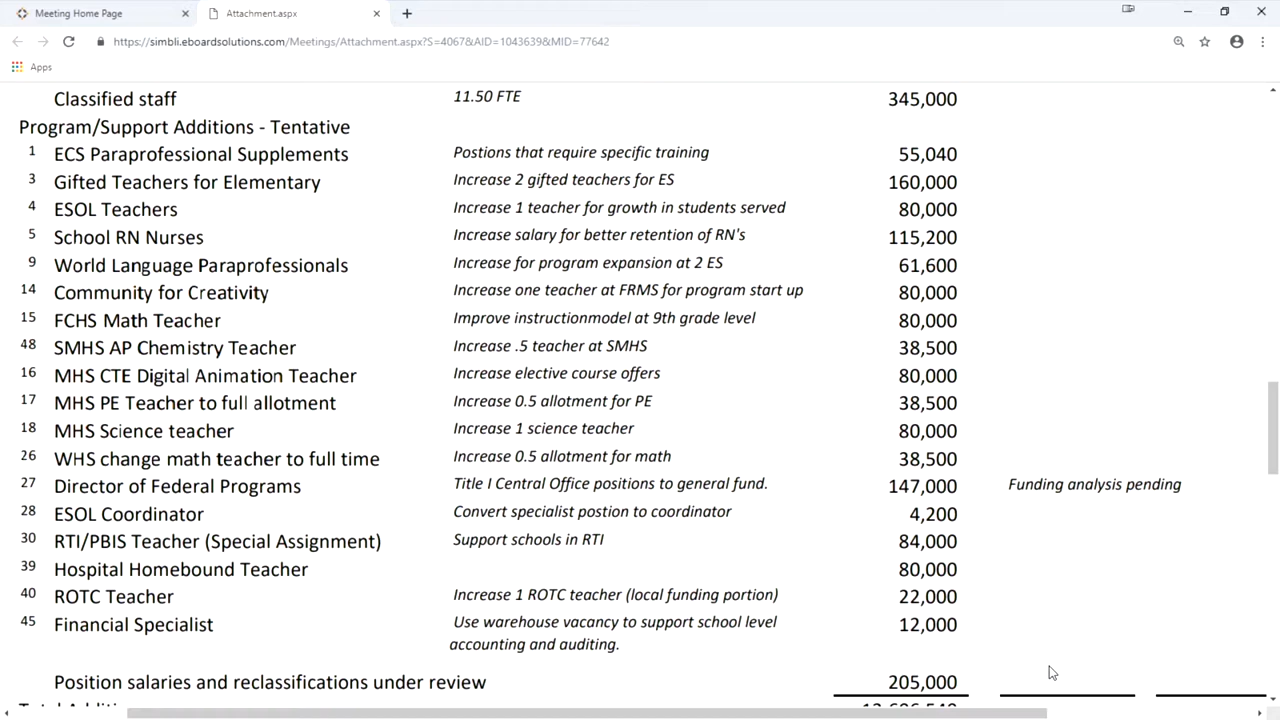 Meeting Home Page
Attachment.aspx
https://simbli.eboardsolutions.com/Meetings/Attachment.aspx?S=4067&AID=1043639&MID=77642
Apps
Classified staff 11.50 FTE 345,000
Program/Support Additions - Tentative
1 ECS Paraprofessional Supplements Postions that require specific training 55,040
3 Gifted Teachers for Elementary Increase 2 gifted teachers for ES 160,000
4 ESOL Teachers Increase 1 teacher for growth in students served 80,000
5 School RN Nurses Increase salary for better retention of RN's 115,200
9 World Language Paraprofessionals Increase for program expansion at 2 ES 61,600
14 Community for Creativity Increase one teacher at FRMS for program start up 80,000
15 FCHS Math Teacher Improve instructionmodel at 9th grade level 80,000
48 SMHS AP Chemistry Teacher Increase .5 teacher at SMHS 38,500
16 MHS CTE Digital Animation Teacher Increase elective course offers 80,000
17 MHS PE Teacher to full allotment Increase 0.5 allotment for PE 38,500
18 MHS Science teacher Increase 1 science teacher 80,000
26 WHS change math teacher to full time Increase 0.5 allotment for math 38,500
27 Director of Federal Programs Title I Central Office positions to general fund. 147,000 Funding analysis pending
28 ESOL Coordinator Convert specialist postion to coordinator 4,200
30 RTI/PBIS Teacher (Special Assignment) Support schools in RTI 84,000
39 Hospital Homebound Teacher 80,000
40 ROTC Teacher Increase 1 ROTC teacher (local funding portion) 22,000
45 Financial Specialist Use warehouse vacancy to support school level 12,000
accounting and auditing.
Position salaries and reclassifications under review 205,000